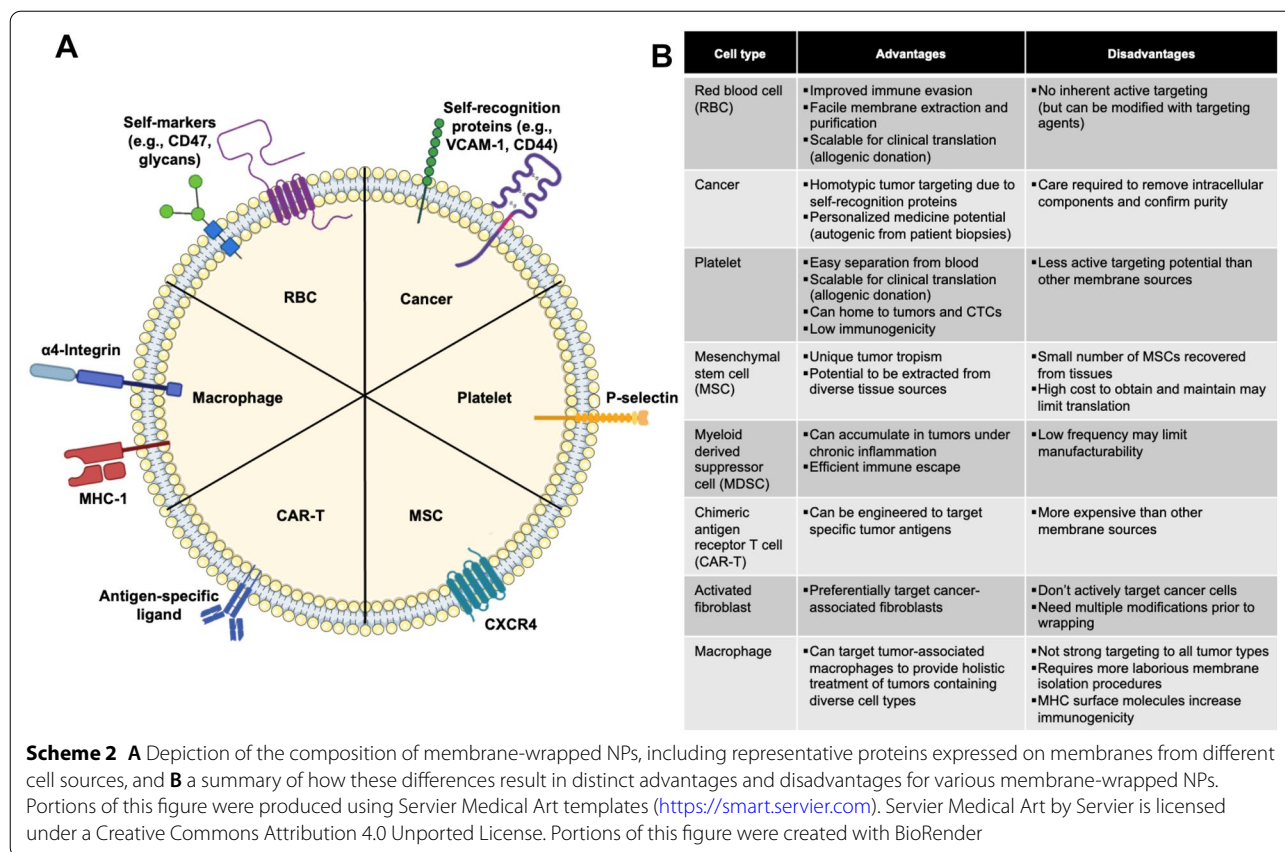 A
Self-markers
(e.g., CD47,
glycans)
Self-recognition
proteins (e.g.,
VCAM-1, CD44)
RBC
Cancer
α4-Integrin
Macrophage
Platelet
P-selectin
MHC-1
CAR-T
MSC
Antigen-specific
ligand
CXCR4
B
Cell type
Advantages
Disadvantages
Red blood cell
(RBC)
▪Improved immune evasion
▪Facile membrane extraction and
purification
▪Scalable for clinical translation
(allogenic donation)
▪No inherent active targeting
(but can be modified with targeting
agents)
Cancer
▪Homotypic tumor targeting due to
self-recognition proteins
▪Personalized medicine potential
(autogenic from patient biopsies)
▪Care required to remove intracellular
components and confirm purity
Platelet
▪Easy separation from blood
▪Scalable for clinical translation
(allogenic donation)
▪Can home to tumors and CTCs
▪Low immunogenicity
▪Less active targeting potential than
other membrane sources
Mesenchymal
stem cell
(MSC)
▪Unique tumor tropism
▪Potential to be extracted from
diverse tissue sources
▪Small number of MSCs recovered
from tissues
▪High cost to obtain and maintain may
limit translation
Myeloid
derived
suppressor
cell (MDSC)
▪Can accumulate in tumors under
chronic inflammation
▪Efficient immune escape
▪Low frequency may limit
manufacturability
Chimeric
antigen
receptor T cell
(CAR-T)
▪Can be engineered to target
specific tumor antigens
▪More expensive than other
membrane sources
Activated
fibroblast
▪Preferentially target cancer-
associated fibroblasts
▪Don't actively target cancer cells
▪Need multiple modifications prior to
wrapping
Macrophage
▪Can target tumor-associated
macrophages to provide holistic
treatment of tumors containing
diverse cell types
▪Not strong targeting to all tumor types
▪Requires more laborious membrane
isolation procedures
▪MHC surface molecules increase
immunogenicity
Scheme 2 A Depiction of the composition of membrane-wrapped NPs, including representative proteins expressed on membranes from different
cell sources, and B a summary of how these differences result in distinct advantages and disadvantages for various membrane-wrapped NPs.
Portions of this figure were produced using Servier Medical Art templates (https://smart.servier.com). Servier Medical Art by Servier is licensed
under a Creative Commons Attribution 4.0 Unported License. Portions of this figure were created with BioRender